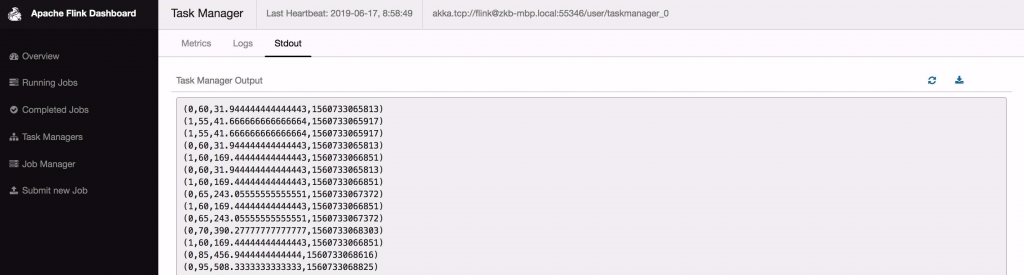 Apache Flink Dashboard
Overview
Running Jobs
Completed Jobs
Task Managers
Job Manager
Submit new Job
Task Manager
Last Heartbeat: 2019-06-17, 8:58:49
akka.tcp://flink@zkb-mbp.local:55346/user/taskmanager_0
Metrics Logs Stdout
Task Manager Output
(0,60,31.944444444444443,1560733065813)
(1,55,41.666666666666664,1560733065917)
(1,55,41.666666666666664,1560733065917)
(0,60,31.944444444444443,1560733065813)
(1,60,169.44444444444443,1560733066851)
(0,60,31.944444444444443,1560733065813)
(1,60,169.44444444444443,1560733066851)
(0,65,243.05555555555551,1560733067372)
(1,60,169.44444444444443,1560733066851)
(0,65,243.05555555555551,1560733067372)
(0,70,390.27777777777777,1560733068303)
(1,60,169.44444444444443,1560733066851)
(0,85,456.9444444444444,1560733068616)
(0,95,508.3333333333333,1560733068825)